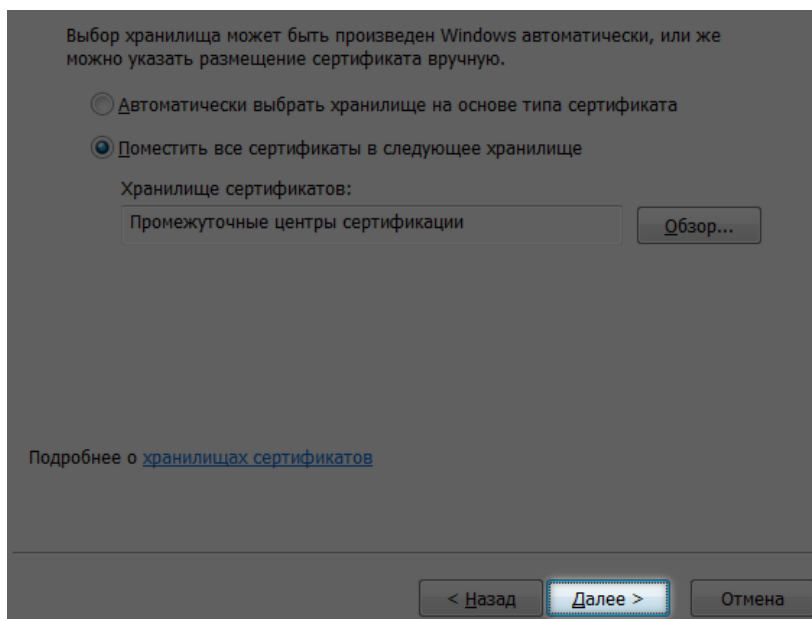 Выбор хранилища может быть произведен Windows автоматически, или же
можно указать размещение сертификата вручную.
Автоматически выбрать хранилище на основе типа сертификата
Поместить все сертификаты в следующее хранилище
Хранилище сертификатов:
Промежуточные центры сертификации
Обзор...
Подробнее о хранилищах сертификатов
< Назад
Далее >
Отмена